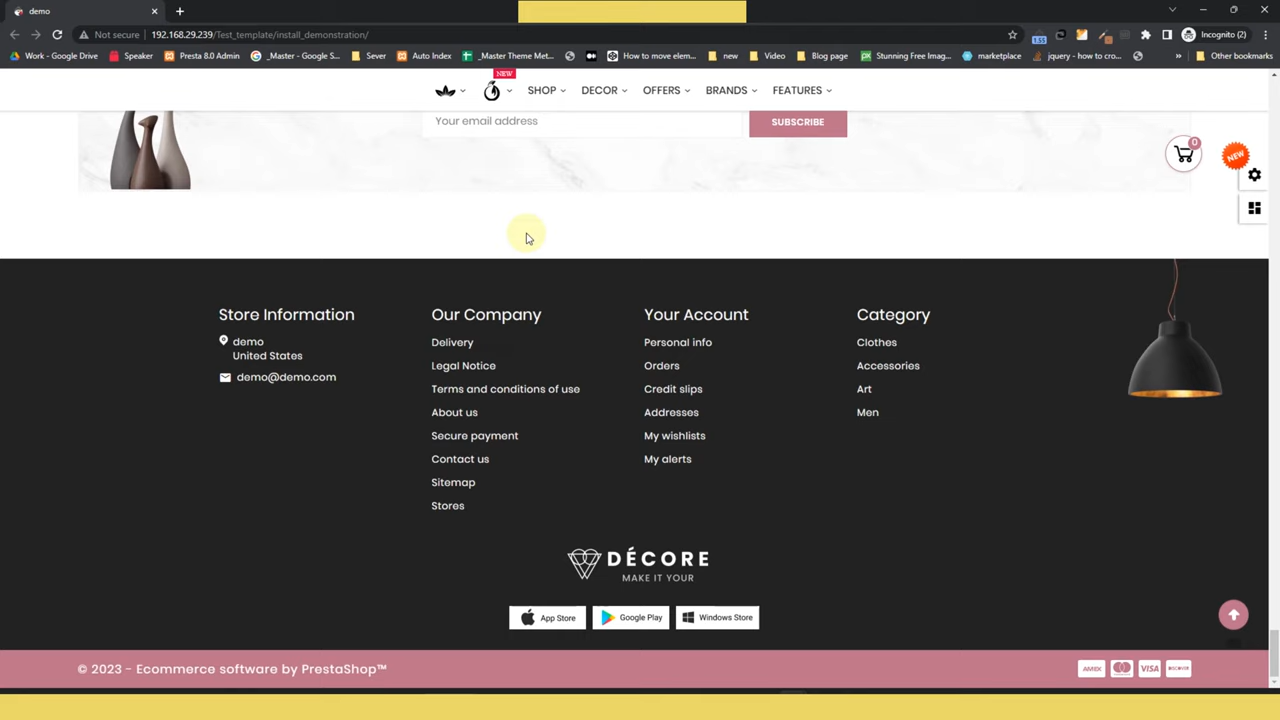 demo
Not secure 192.168.29.239/Test_template/install_demonstration/
1.55
Incognito (2)
Work - Google Drive Speaker Presta 8.0 Admin _Master - Google S... Auto Index _Master Theme Met... How to move elem... new Video Blog page Stunning Free Imag... Sever marketplace jquery - how to cro... » Other bookmarks
NEW
SHOP DECOR OFFERS BRANDS FEATURES
Your email address SUBSCRIBE
0
NEW
Store Information
demo
United States
demo@demo.com
Our Company
Delivery
Legal Notice
Terms and conditions of use
About us
Secure payment
Contact us
Sitemap
Stores
Your Account
Personal info
Orders
Credit slips
Addresses
My wishlists
My alerts
Category
Clothes
Accessories
Art
Men
DÉCORE
MAKE IT YOUR
App Store Google Play Windows Store
© 2023 - Ecommerce software by PrestaShop™
AMEX VISA DISCOVER